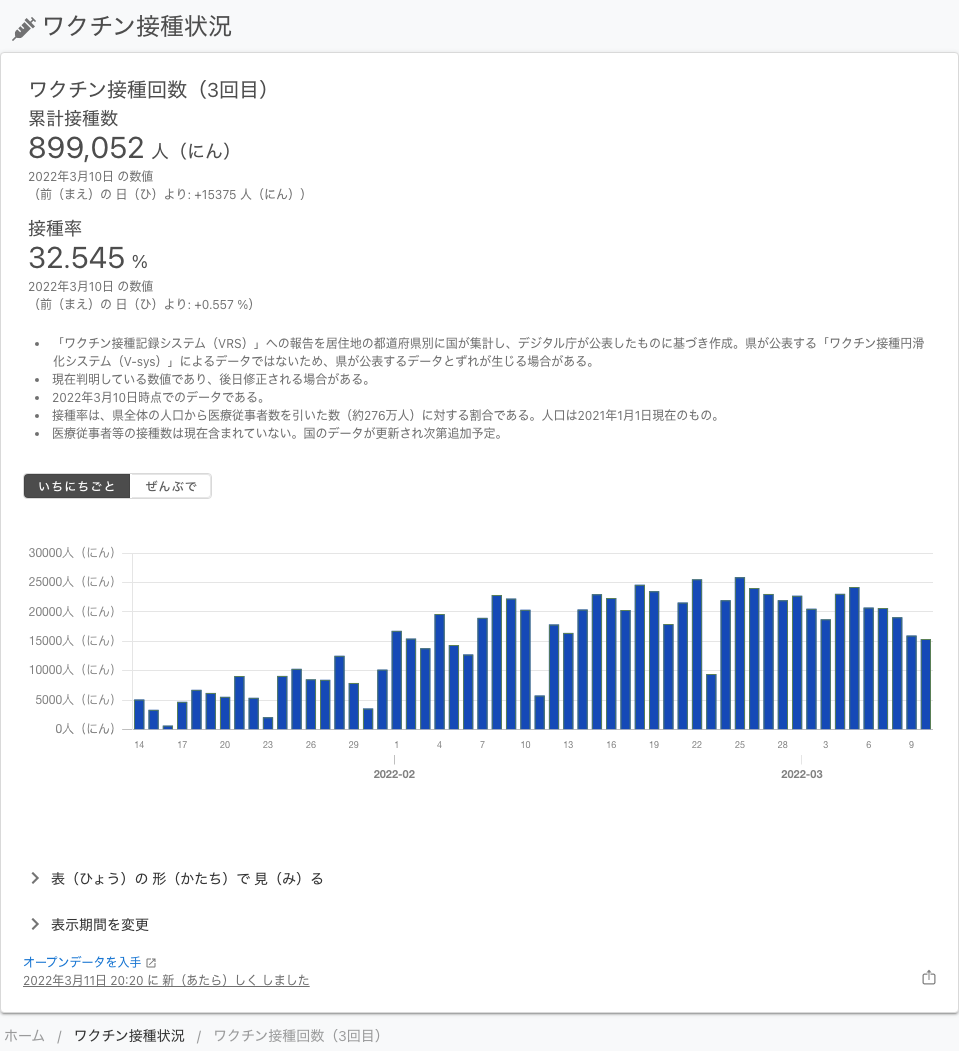 ワクチン接種状況
ワクチン接種回数（3回目）
累計接種数
899,052 人（にん）
2022年3月10日 の数値
（前（まえ）の 日（ひ）より: +15375 人（にん））
接種率
32.545 %
2022年3月10日 の数値
（前（まえ）の 日（ひ）より: +0.557 %）
• 「ワクチン接種記録システム（VRS）」への報告を居住地の都道府県別に国が集計し、デジタル庁が公表したものに基づき作成。県が公表する「ワクチン接種円滑
化システム（V-sys）」によるデータではないため、県が公表するデータとずれが生じる場合がある。
• 現在判明している数値であり、後日修正される場合がある。
• 2022年3月10日時点でのデータである。
• 接種率は、県全体の人口から医療従事者数を引いた数（約276万人）に対する割合である。人口は2021年1月1日現在のもの。
• 医療従事者等の接種数は現在含まれていない。国のデータが更新され次第追加予定。
いちにちごと ぜんぶで
30000人（にん）
25000人（にん）
20000人（にん）
15000人（にん）
10000人（にん）
5000人（にん）
0人（にん）
14 17 20 23 26 29 1 4 7 10 13 16 19 22 25 28 3 6 9
2022-02 2022-03
表（ひょう）の 形（かたち）で 見（み）る
表示期間を変更
オープンデータを入手
2022年3月11日 20:20 に 新（あたら）しく しました
ホーム / ワクチン接種状況 / ワクチン接種回数（3回目）